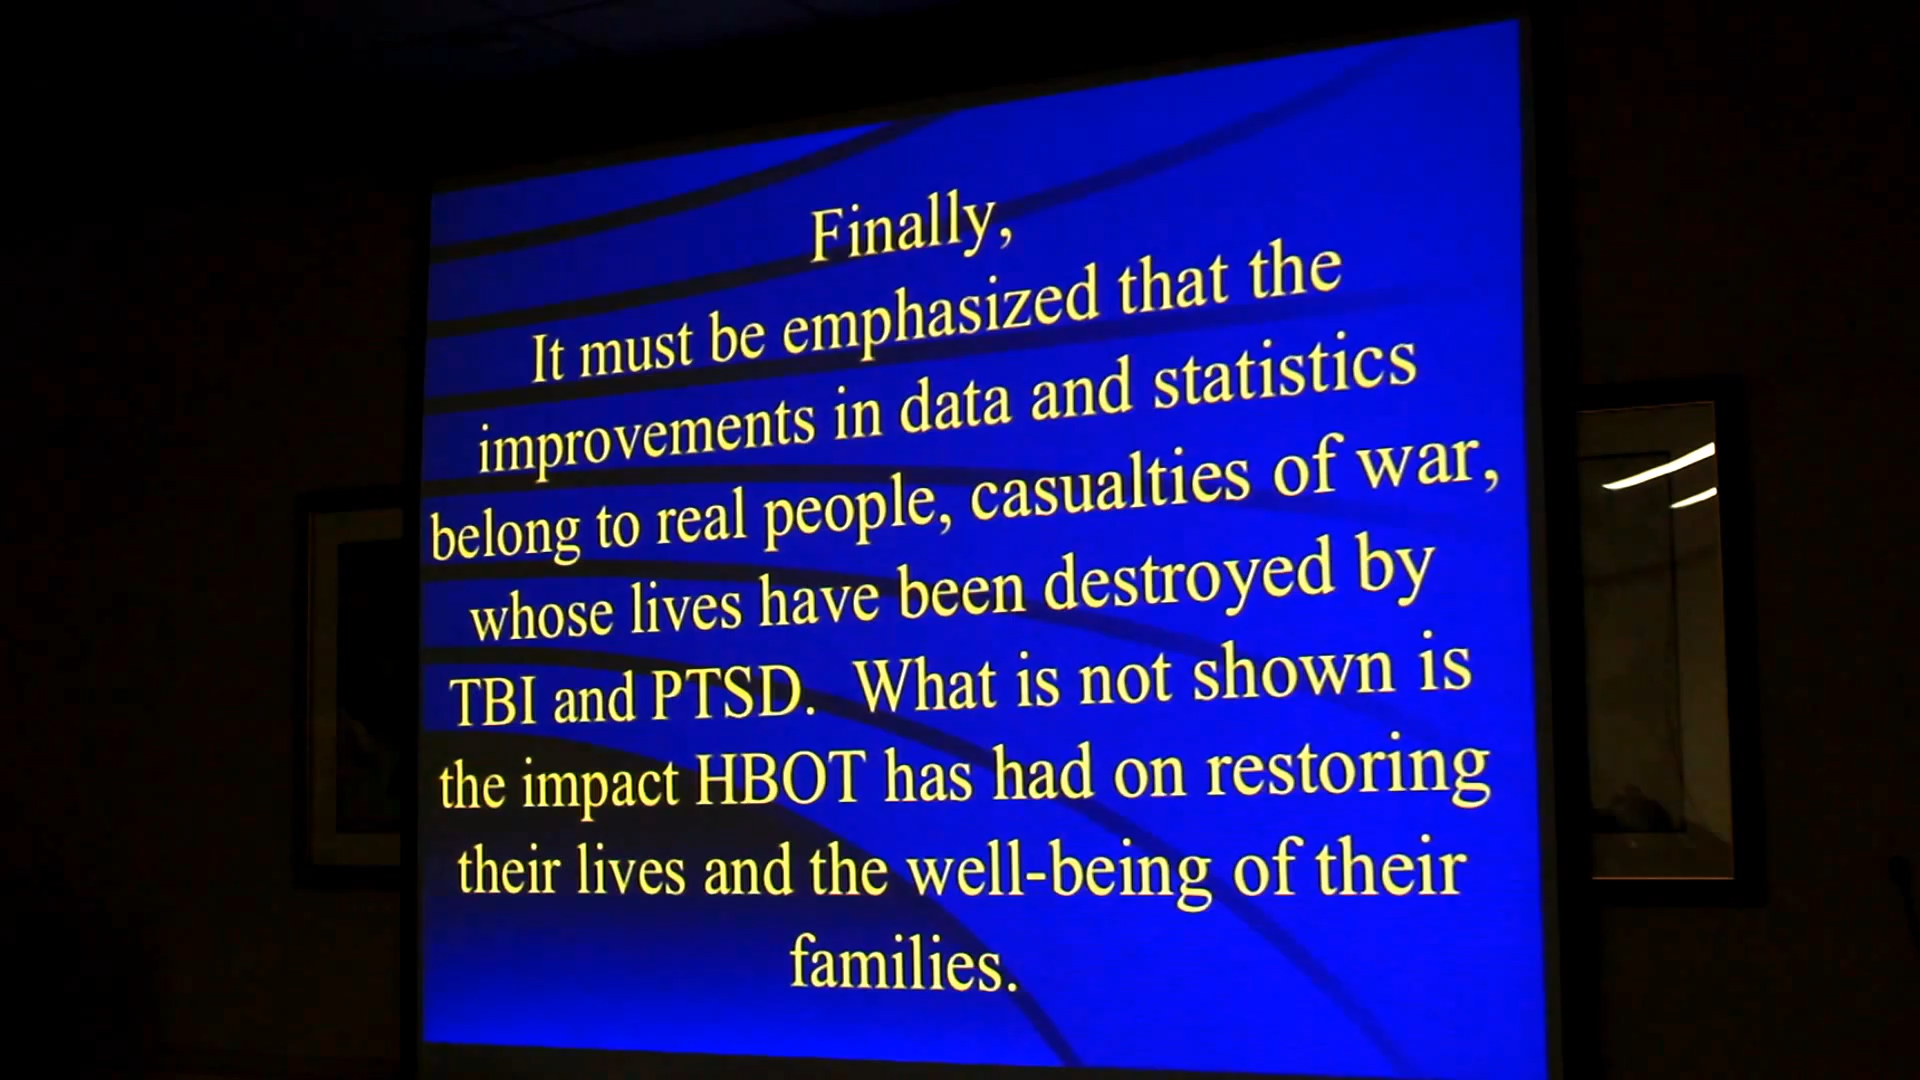 Finally,
It must be emphasized that the
improvements in data and statistics
belong to real people, casualties of war,
whose lives have been destroyed by
TBI and PTSD.  What is not shown is
the impact HBOT has had on restoring
their lives and the well-being of their
families.